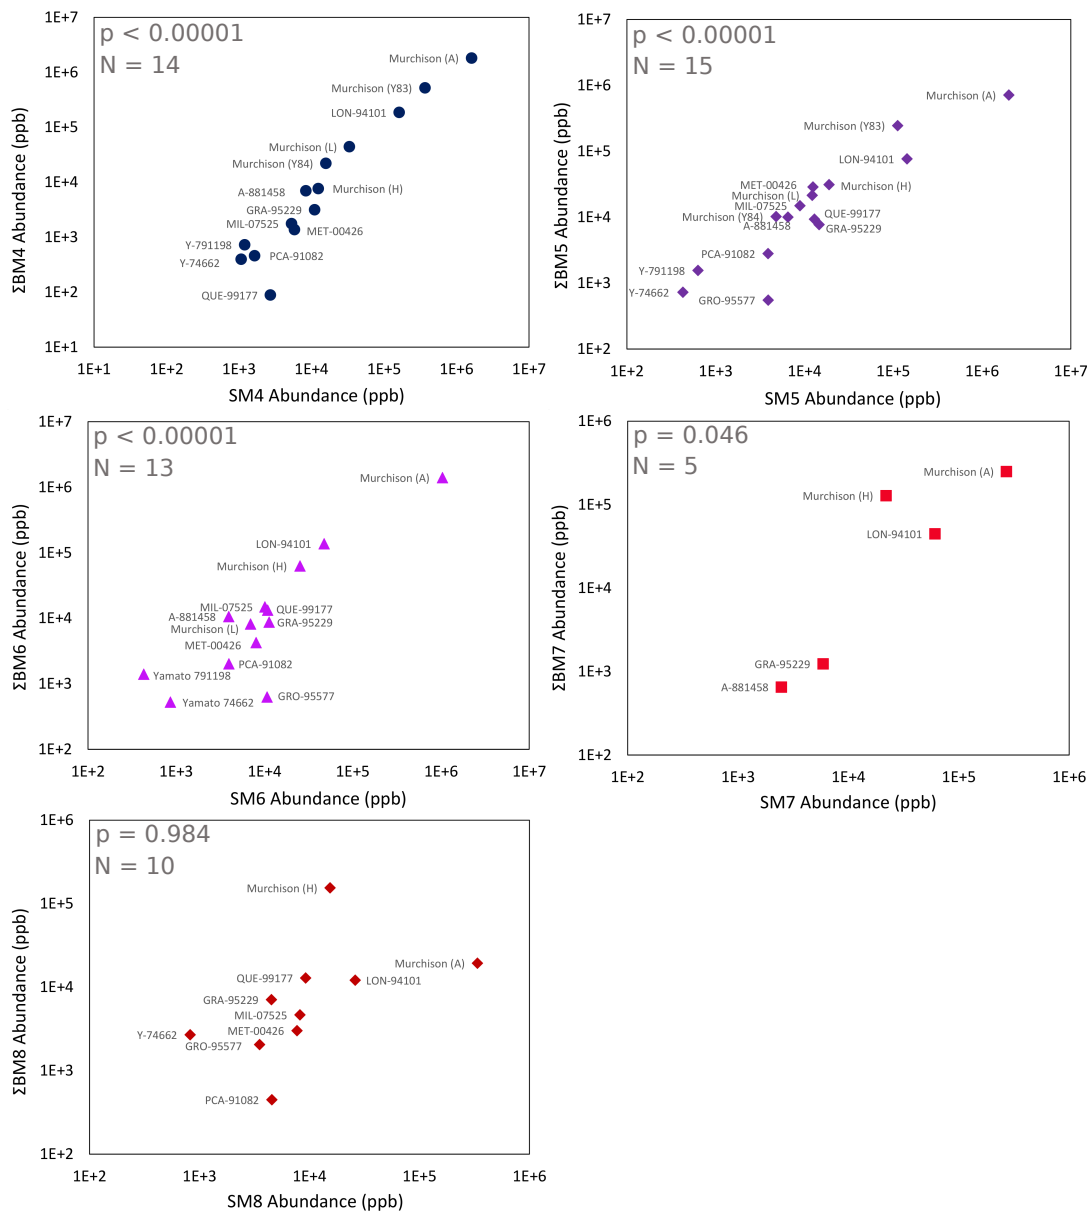 p < 0.00001
N = 14
1E+7
1E+6
1E+5
1E+4
1E+3
1E+2
1E+1
ΣBM4 Abundance (ppb)
Murchison (A)
Murchison (Y83)
LON-94101
Murchison (L)
Murchison (Y84)
A-881458
Murchison (H)
GRA-95229
MIL-07525
MET-00426
Y-791198
PCA-91082
Y-74662
QUE-99177
1E+1 1E+2 1E+3 1E+4 1E+5 1E+6 1E+7
SM4 Abundance (ppb)
p < 0.00001
N = 15
1E+7
1E+6
1E+5
1E+4
1E+3
1E+2
ΣBM5 Abundance (ppb)
Murchison (A)
Murchison (Y83)
LON-94101
MET-00426
Murchison (H)
Murchison (L)
MIL-07525
Murchison (Y84)
QUE-99177
A-881458
GRA-95229
PCA-91082
Y-791198
Y-74662
GRO-95577
1E+2 1E+3 1E+4 1E+5 1E+6 1E+7
SM5 Abundance (ppb)
p < 0.00001
N = 13
1E+7
1E+6
1E+5
1E+4
1E+3
1E+2
ΣBM6 Abundance (ppb)
Murchison (A)
LON-94101
Murchison (H)
MIL-07525
QUE-99177
A-881458
GRA-95229
Murchison (L)
MET-00426
PCA-91082
Yamato 791198
GRO-95577
Yamato 74662
1E+2 1E+3 1E+4 1E+5 1E+6 1E+7
SM6 Abundance (ppb)
p = 0.046
N = 5
1E+6
1E+5
1E+4
1E+3
1E+2
ΣBM7 Abundance (ppb)
Murchison (A)
Murchison (H)
LON-94101
GRA-95229
A-881458
1E+2 1E+3 1E+4 1E+5 1E+6
SM7 Abundance (ppb)
p = 0.984
N = 10
1E+6
1E+5
1E+4
1E+3
1E+2
ΣBM8 Abundance (ppb)
Murchison (H)
Murchison (A)
QUE-99177
LON-94101
GRA-95229
MIL-07525
MET-00426
Y-74662
GRO-95577
PCA-91082
1E+2 1E+3 1E+4 1E+5 1E+6
SM8 Abundance (ppb)